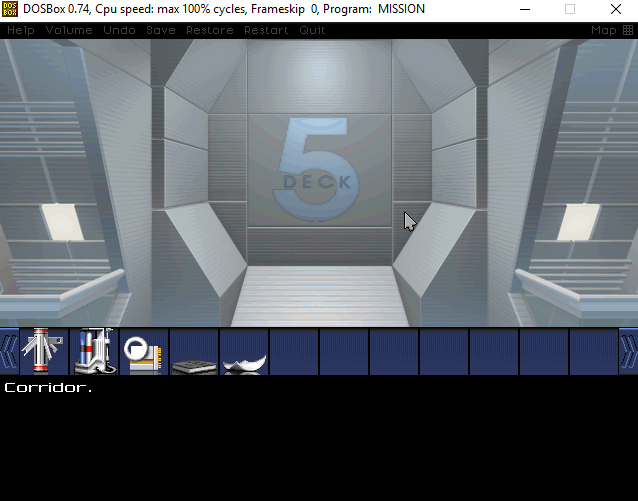 DOSBox 0.74, Cpu speed: max 100% cycles, Frameskip 0, Program: MISSION
Help Volume Undo Save Restore Restart Quit Map
5
DECK
Corridor.